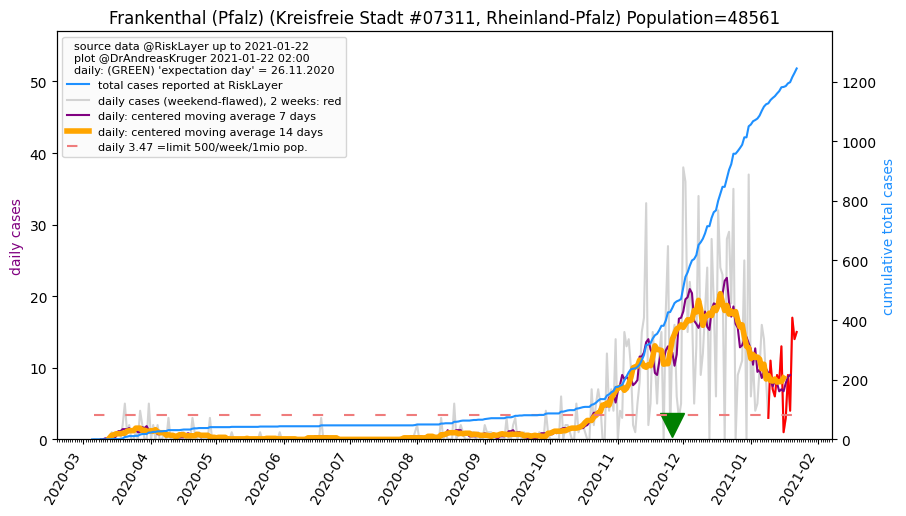 Frankenthal (Pfalz) (Kreisfreie Stadt #07311, Rheinland-Pfalz) Population=48561
source data @RiskLayer up to 2021-01-22
plot @DrAndreasKruger 2021-01-22 02:00
daily: (GREEN) 'expectation day' = 26.11.2020
total cases reported at RiskLayer
daily cases (weekend-flawed), 2 weeks: red
daily: centered moving average 7 days
daily: centered moving average 14 days
daily 3.47 =limit 500/week/1mio pop.
daily cases
50
40
30
20
10
0
cumulative total cases
1200
1000
800
600
400
200
0
2020-03
2020-04
2020-05
2020-06
2020-07
2020-08
2020-09
2020-10
2020-11
2020-12
2021-01
2021-02